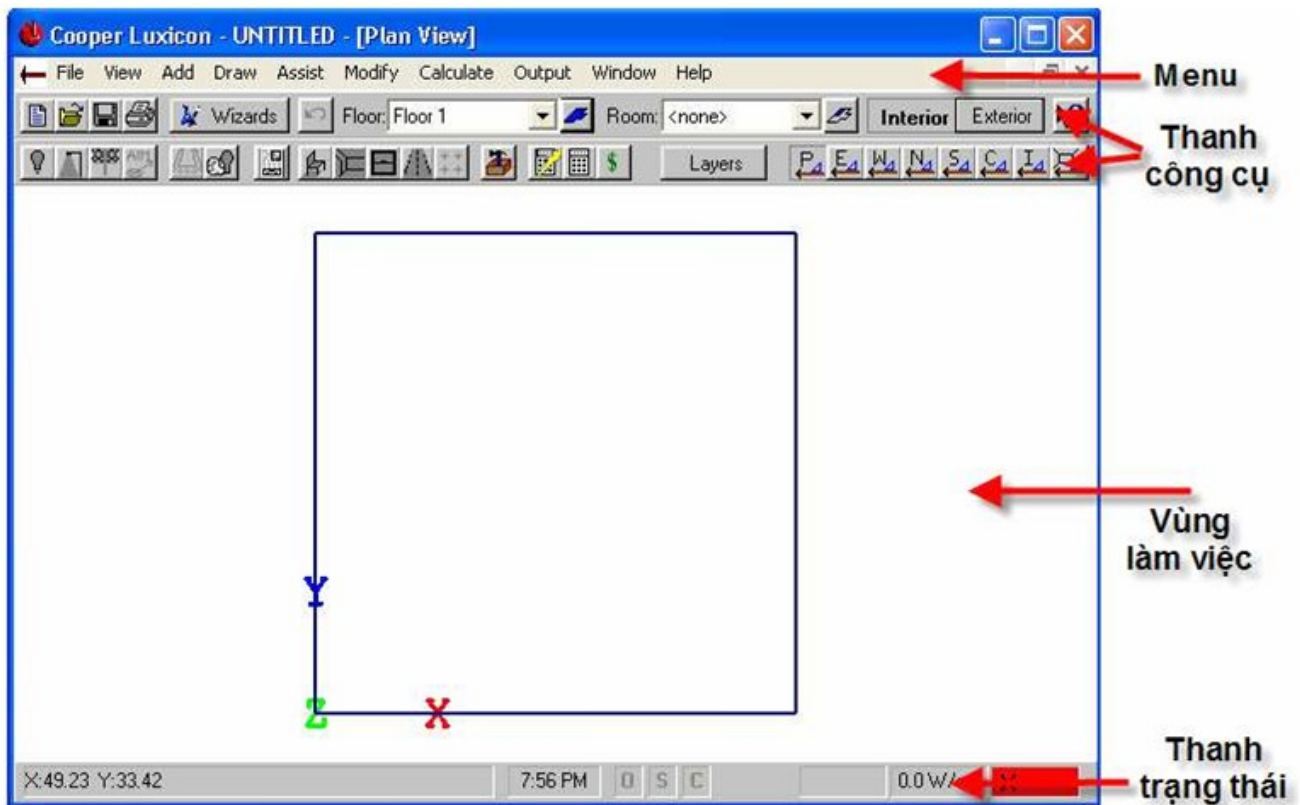 Cooper Luxicon - UNTITLED - [Plan View]
File View Add Draw Assist Modify Calculate Output Window Help
Menu
Wizards Floor: Floor 1 Room: <none> Interior Exterior
Thanh
công cụ
Layers P E W N S C I
Vùng
làm việc
Y
Z X
Thanh
trạng thái
X:49.23 Y:33.42 7:56 PM O S C 0.0 W/